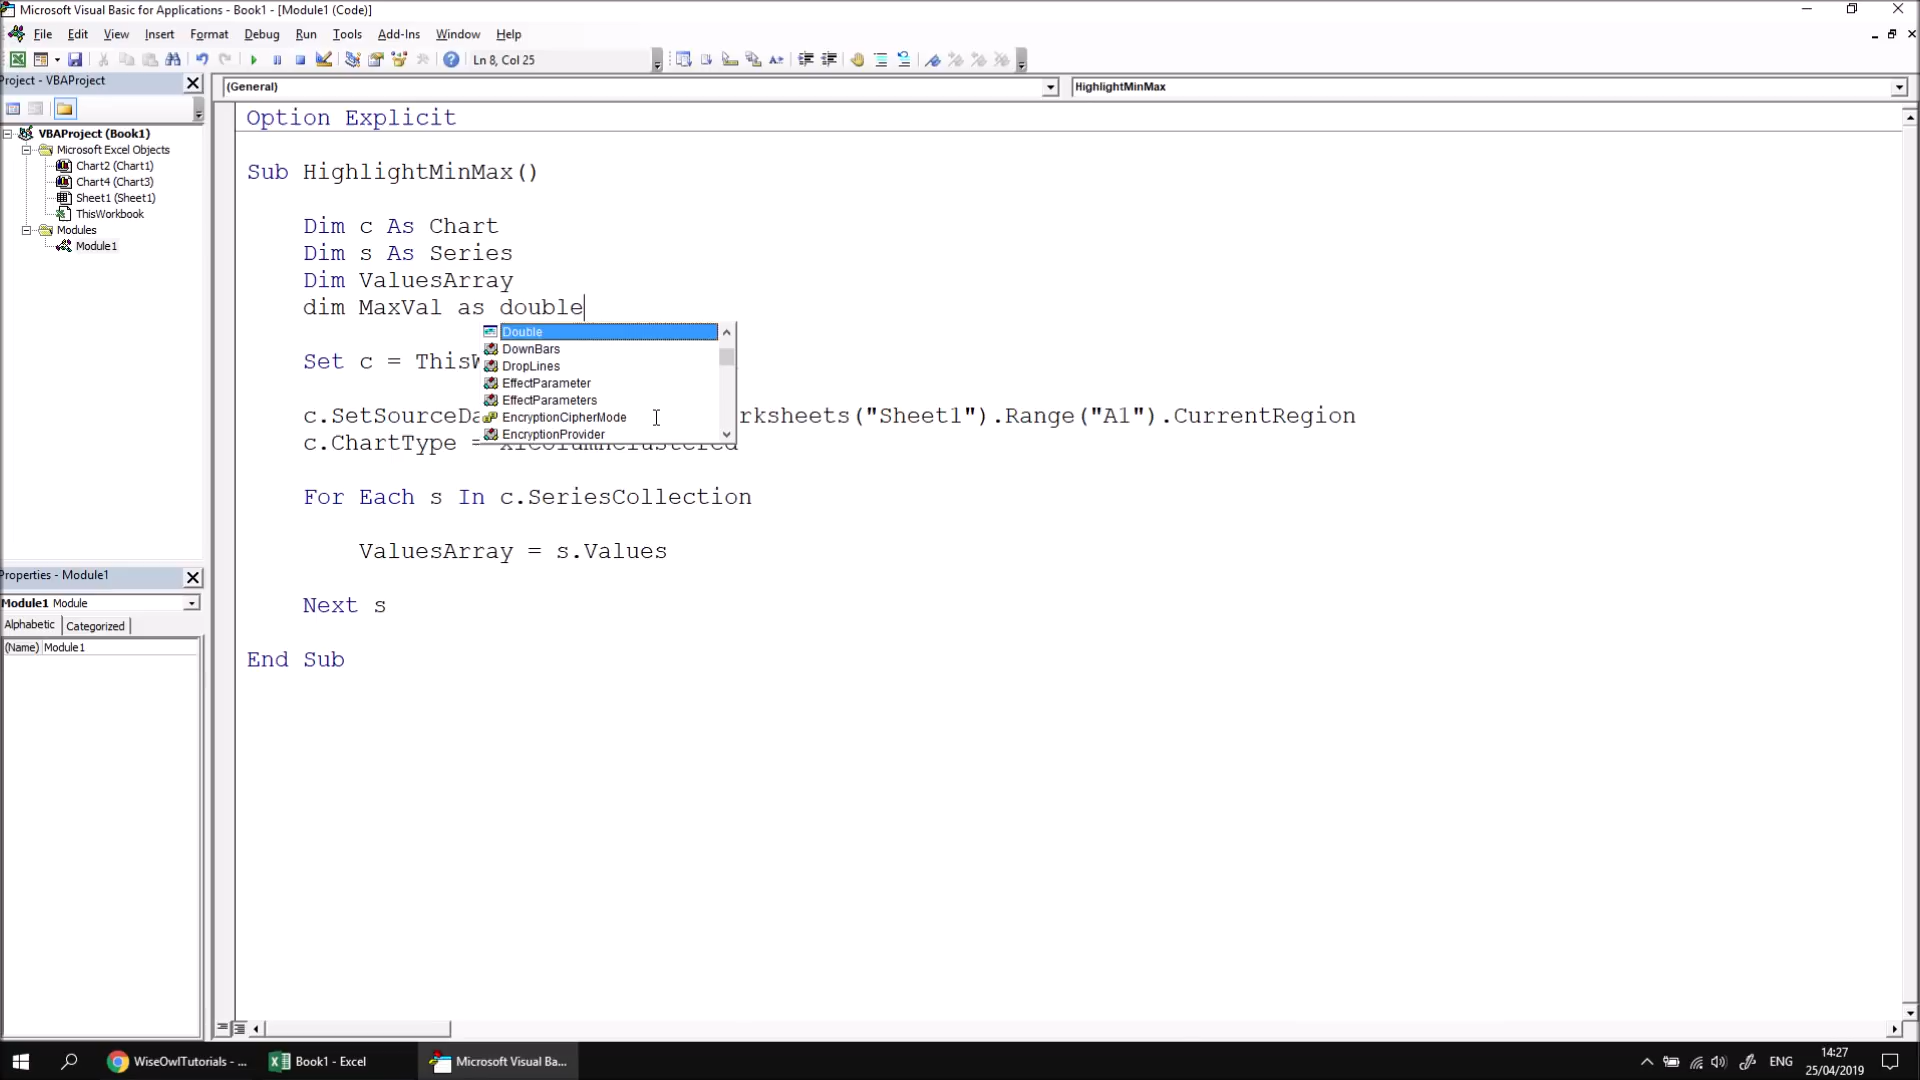 Microsoft Visual Basic for Applications - Book1 - [Module1 (Code)]
File Edit View Insert Format Debug Run Tools Add-Ins Window Help
Ln 8, Col 25
Project - VBAProject
(General)
HighlightMinMax
VBAProject (Book1)
Microsoft Excel Objects
Chart2 (Chart1)
Chart4 (Chart3)
Sheet1 (Sheet1)
ThisWorkbook
Modules
Module1
Option Explicit
Sub HighlightMinMax()
Dim c As Chart
Dim s As Series
Dim ValuesArray
dim MaxVal as double
Double
DownBars
DropLines
EffectParameter
EffectParameters
EncryptionCipherMode
EncryptionProvider
Set c = ThisW
c.SetSourceDa rksheets("Sheet1").Range("A1").CurrentRegion
c.ChartType = xlColumnClustered
For Each s In c.SeriesCollection
ValuesArray = s.Values
Next s
End Sub
Properties - Module1
Module1 Module
Alphabetic Categorized
(Name) Module1
WiseOwlTutorials - ...
Book1 - Excel
Microsoft Visual Ba...
ENG
14:27
25/04/2019